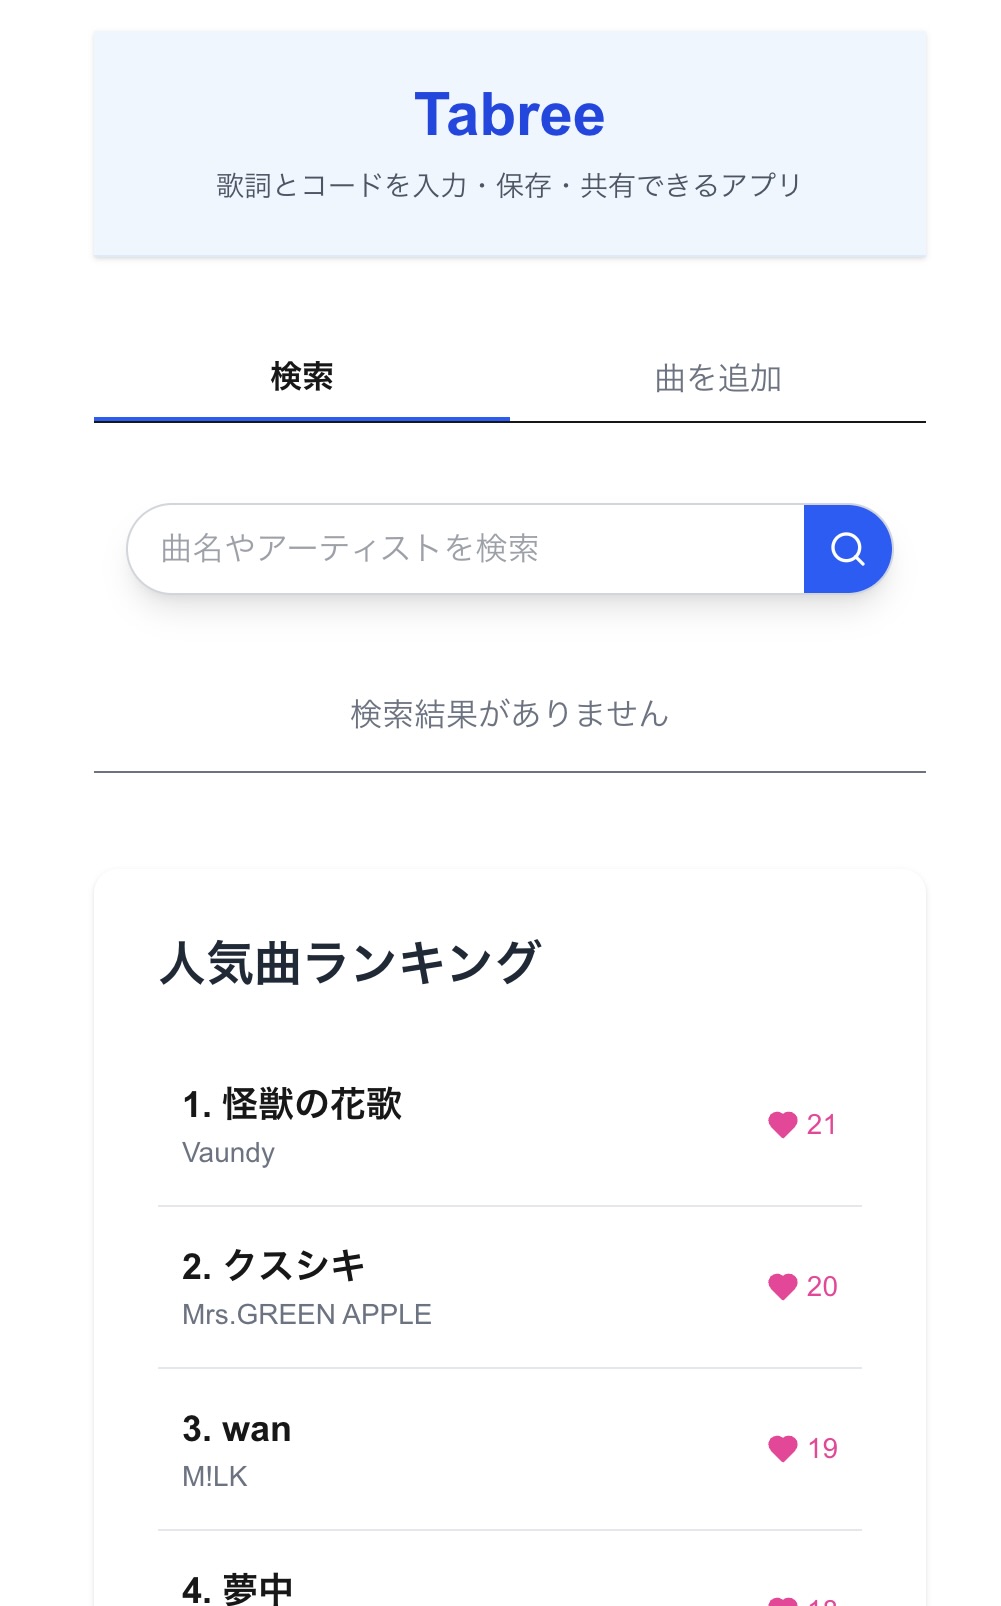 Tabree
歌詞とコードを入力・保存・共有できるアプリ
検索
曲を追加
曲名やアーティストを検索
検索結果がありません
人気曲ランキング
1. 怪獣の花歌
Vaundy
21
2. クスシキ
Mrs.GREEN APPLE
20
3. wan
M!LK
19
4. 夢中